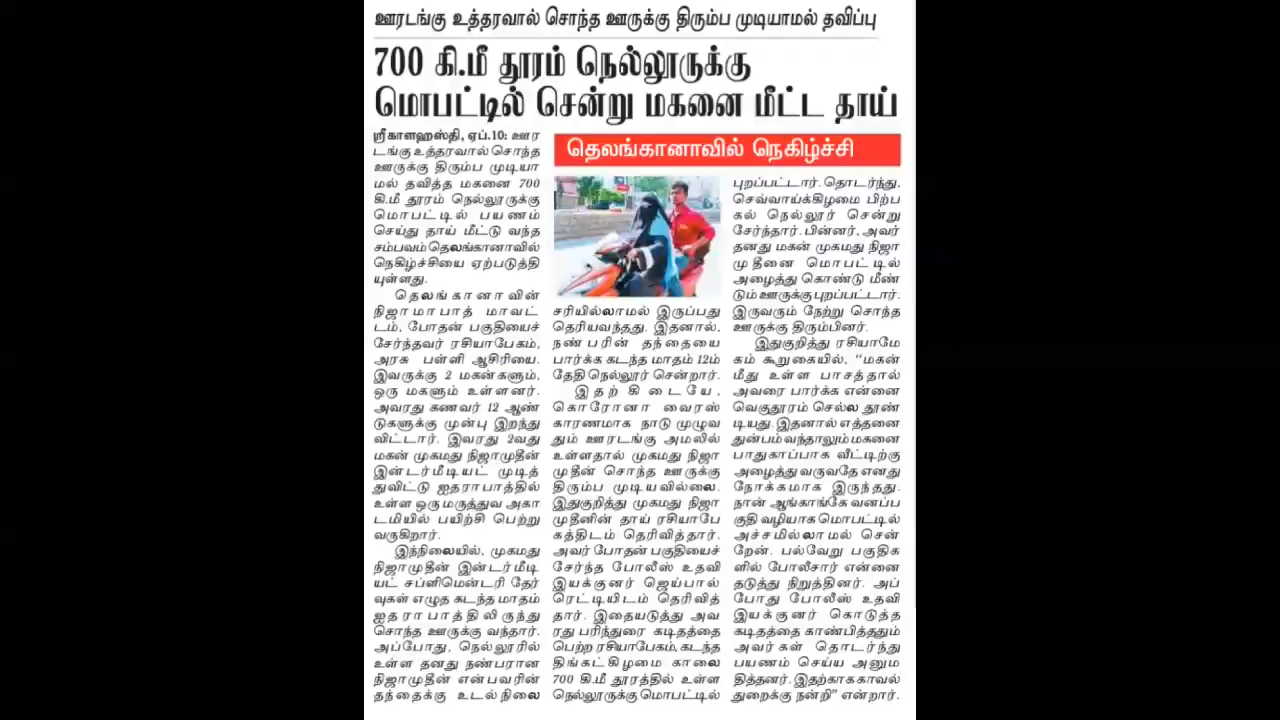 ஊரடங்கு உத்தரவால் சொந்த ஊருக்கு திரும்ப முடியாமல் தவிப்பு
700 கி.மீ தூரம் நெல்லூருக்கு
மொபட்டில் சென்று மகனை மீட்ட தாய்
தெலங்கானாவில் நெகிழ்ச்சி
ஸ்ரீகாளஹஸ்தி, ஏப்.10: ஊர
டங்கு உத்தரவால் சொந்த
ஊருக்கு திரும்ப முடியா
மல் தவித்த மகனை 700
கி.மீ தூரம் நெல்லூருக்கு
மொபட்டில் பயணம்
செய்து தாய் மீட்டு வந்த
சம்பவம் தெலங்கானாவில்
நெகிழ்ச்சியை ஏற்படுத்தி
யுள்ளது.
தெலங்கானாவின்
நிஜாமாபாத் மாவட்
டம், போதன் பகுதியைச்
சேர்ந்தவர் ரசியாபேகம்,
அரசு பள்ளி ஆசிரியை.
இவருக்கு 2 மகன்களும்,
ஒரு மகளும் உள்ளனர்.
அவரது கணவர் 12 ஆண்
டுகளுக்கு முன்பு இறந்து
விட்டார். இவரது 2வது
மகன் முகமது நிஜாமுதீன்
இன்டர்மீடியட் முடித்
துவிட்டு ஐதராபாத்தில்
உள்ள ஒரு மருத்துவ அகா
டமியில் பயிற்சி பெற்று
வருகிறார்.
இந்நிலையில், முகமது
நிஜாமுதீன் இன்டர்மீடி
யட் சப்ளிமென்டரி தேர்
வுகள் எழுத கடந்த மாதம்
ஐதராபாத்திலிருந்து
சொந்த ஊருக்கு வந்தார்.
அப்போது, நெல்லூரில்
உள்ள தனது நண்பரான
நிஜாமுதீன் என்பவரின்
தந்தைக்கு உடல் நிலை
சரியில்லாமல் இருப்பது
தெரியவந்தது. இதனால்,
நண்பரின் தந்தையை
பார்க்க கடந்த மாதம் 12ம்
தேதி நெல்லூர் சென்றார்.
இதற்கிடையே,
கொரோனா வைரஸ்
காரணமாக நாடு முழுவ
தும் ஊரடங்கு அமலில்
உள்ளதால் முகமது நிஜா
முதீன் சொந்த ஊருக்கு
திரும்ப முடியவில்லை.
இதுகுறித்து முகமது நிஜா
முதீனின் தாய் ரசியாபே
கத்திடம் தெரிவித்தார்.
அவர் போதன் பகுதியைச்
சேர்ந்த போலீஸ் உதவி
இயக்குனர் ஜெய்பால்
ரெட்டியிடம் தெரிவித்
தார். இதையடுத்து அவ
ரது பரிந்துரை கடிதத்தை
பெற்ற ரசியாபேகம், கடந்த
திங்கட்கிழமை காலை
700 கி.மீ தூரத்தில் உள்ள
நெல்லூருக்கு மொபட்டில்
புறப்பட்டார். தொடர்ந்து,
செவ்வாய்க்கிழமை பிற்ப
கல் நெல்லூர் சென்று
சேர்ந்தார். பின்னர், அவர்
தனது மகன் முகமது நிஜா
முதீனை மொபட்டில்
அழைத்து கொண்டு மீண்
டும் ஊருக்கு புறப்பட்டார்.
இருவரும் நேற்று சொந்த
ஊருக்கு திரும்பினர்.
இதுகுறித்து ரசியாபே
கம் கூறுகையில், "மகன்
மீது உள்ள பாசத்தால்
அவரை பார்க்க என்னை
வெகுதூரம் செல்ல தூண்
டியது. இதனால் எத்தனை
துன்பம் வந்தாலும் மகனை
பாதுகாப்பாக வீட்டிற்கு
அழைத்து வருவதே எனது
நோக்கமாக இருந்தது.
நான் ஆங்காங்கே வனப்ப
குதி வழியாக மொபட்டில்
அச்சமில்லாமல் சென்
றேன். பல்வேறு பகுதிக
ளில் போலீசார் என்னை
தடுத்து நிறுத்தினர். அப்
போது போலீஸ் உதவி
இயக்குனர் கொடுத்த
கடிதத்தை காண்பித்ததும்
அவர்கள் தொடர்ந்து
பயணம் செய்ய அனும
தித்தனர். இதற்காக காவல்
துறைக்கு நன்றி" என்றார்.